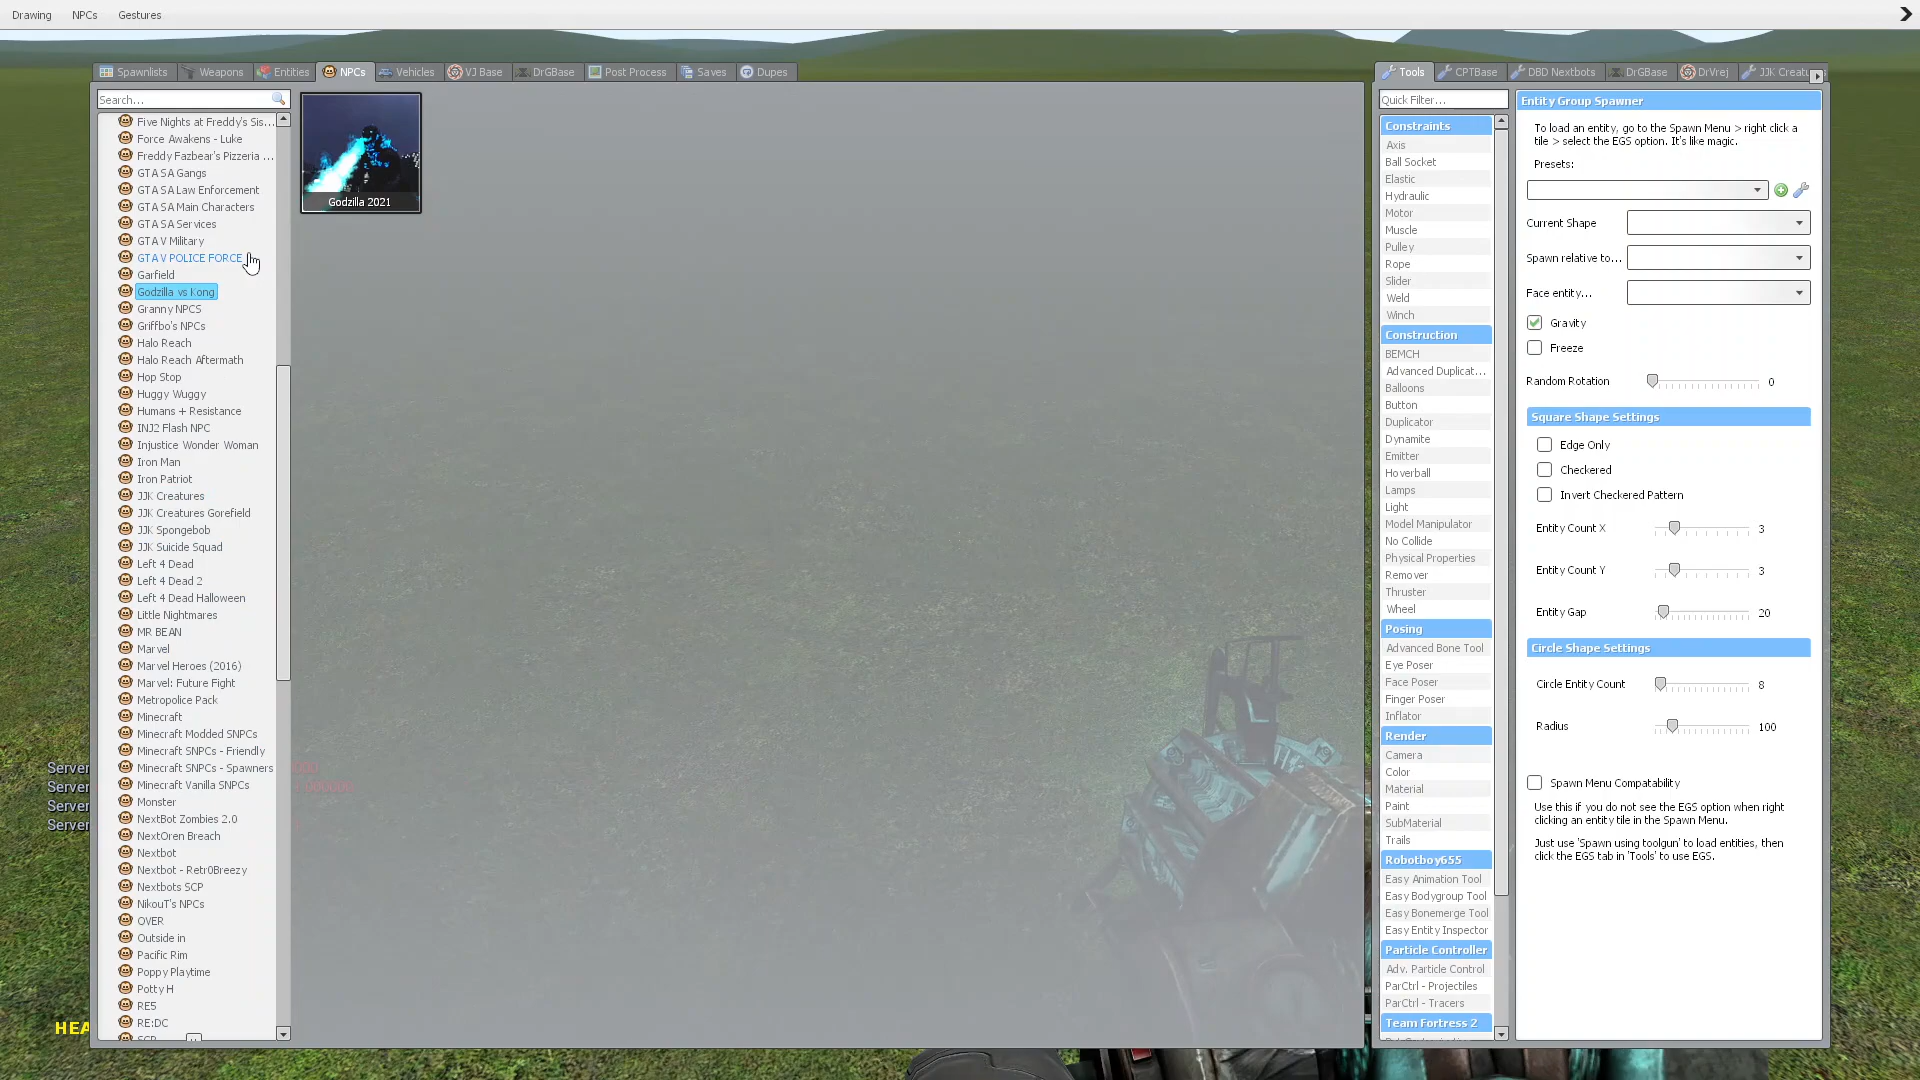 Drawing NPCs Gestures
Spawnlists Weapons Entities NPCs Vehicles VJ Base DrGBase Post Process Saves Dupes
Search...
Five Nights at Freddy's Sis...
Force Awakens - Luke
Freddy Fazbear's Pizzeria ...
GTA SA Gangs
GTA SA Law Enforcement
GTA SA Main Characters
GTA SA Services
GTA V Military
GTA V POLICE FORCE
Garfield
Godzilla vs Kong
Granny NPCS
Griffbo's NPCs
Halo Reach
Halo Reach Aftermath
Hop Stop
Huggy Wuggy
Humans + Resistance
INJ2 Flash NPC
Injustice Wonder Woman
Iron Man
Iron Patriot
JJK Creatures
JJK Creatures Gorefield
JJK Spongebob
JJK Suicide Squad
Left 4 Dead
Left 4 Dead 2
Left 4 Dead Halloween
Little Nightmares
MR BEAN
Marvel
Marvel Heroes (2016)
Marvel: Future Fight
Metropolice Pack
Minecraft
Minecraft Modded SNPCs
Minecraft SNPCs - Friendly
Minecraft SNPCs - Spawners
Minecraft Vanilla SNPCs
Monster
NextBot Zombies 2.0
NextOren Breach
Nextbot
Nextbot - Retr0Breezy
Nextbots SCP
NikouT's NPCs
OVER
Outside in
Pacific Rim
Poppy Playtime
Potty H
RE5
RE:DC
SCP
Godzilla 2021
Server
Server
Server
Server
HEA
Tools CPTBase DBD Nextbots DrGBase DrVrej JJK Creatu
Quick Filter...
Constraints
Axis
Ball Socket
Elastic
Hydraulic
Motor
Muscle
Pulley
Rope
Slider
Weld
Winch
Construction
BEMCH
Advanced Duplicat...
Balloons
Button
Duplicator
Dynamite
Emitter
Hoverball
Lamps
Light
Model Manipulator
No Collide
Physical Properties
Remover
Thruster
Wheel
Posing
Advanced Bone Tool
Eye Poser
Face Poser
Finger Poser
Inflator
Render
Camera
Color
Material
Paint
SubMaterial
Trails
Robotboy655
Easy Animation Tool
Easy Bodygroup Tool
Easy Bonemerge Tool
Easy Entity Inspector
Particle Controller
Adv. Particle Control
ParCtrl - Projectiles
ParCtrl - Tracers
Team Fortress 2
Entity Group Spawner
To load an entity, go to the Spawn Menu > right click a
tile > select the EGS option. It's like magic.
Presets:
Current Shape
Spawn relative to...
Face entity...
Gravity
Freeze
Random Rotation 0
Square Shape Settings
Edge Only
Checkered
Invert Checkered Pattern
Entity Count X 3
Entity Count Y 3
Entity Gap 20
Circle Shape Settings
Circle Entity Count 8
Radius 100
Spawn Menu Compatability
Use this if you do not see the EGS option when right
clicking an entity tile in the Spawn Menu.
Just use 'Spawn using toolgun' to load entities, then
click the EGS tab in 'Tools' to use EGS.